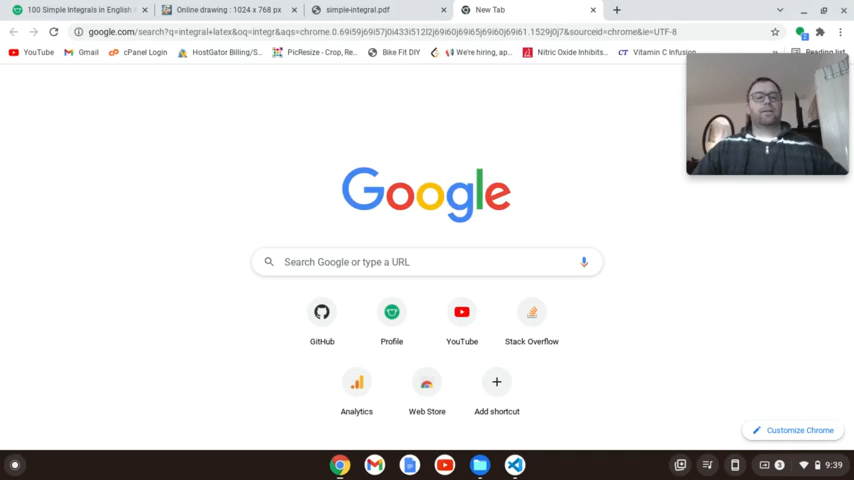 100 Simple Integrals in English
Online drawing : 1024 x 768 px
simple-integral.pdf
New Tab
google.com/search?q=integral+latex&oq=integr&aqs=chrome.0.69i59j69i57j0i433i512l2j69i60j69i65j69i60j69i61.1529j0j7&sourceid=chrome&ie=UTF-8
YouTube
Gmail
cPanel Login
HostGator Billing/S...
PicResize - Crop, Re...
Bike Fit DIY
We're hiring, ap...
Nitric Oxide Inhibits...
CT Vitamin C Infusion
Reading list
Google
Search Google or type a URL
GitHub
Profile
YouTube
Stack Overflow
Analytics
Web Store
Add shortcut
Customize Chrome
3
9:39